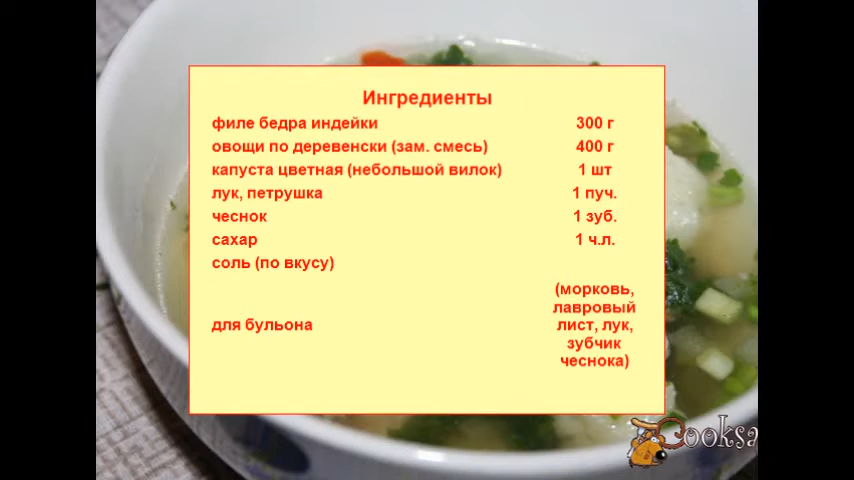 Ингредиенты
филе бедра индейки 300 г
овощи по деревенски (зам. смесь) 400 г
капуста цветная (небольшой вилок) 1 шт
лук, петрушка 1 пуч.
чеснок 1 зуб.
сахар 1 ч.л.
соль (по вкусу)
для бульона (морковь,
лавровый
лист, лук,
зубчик
чеснока)
Cooksa